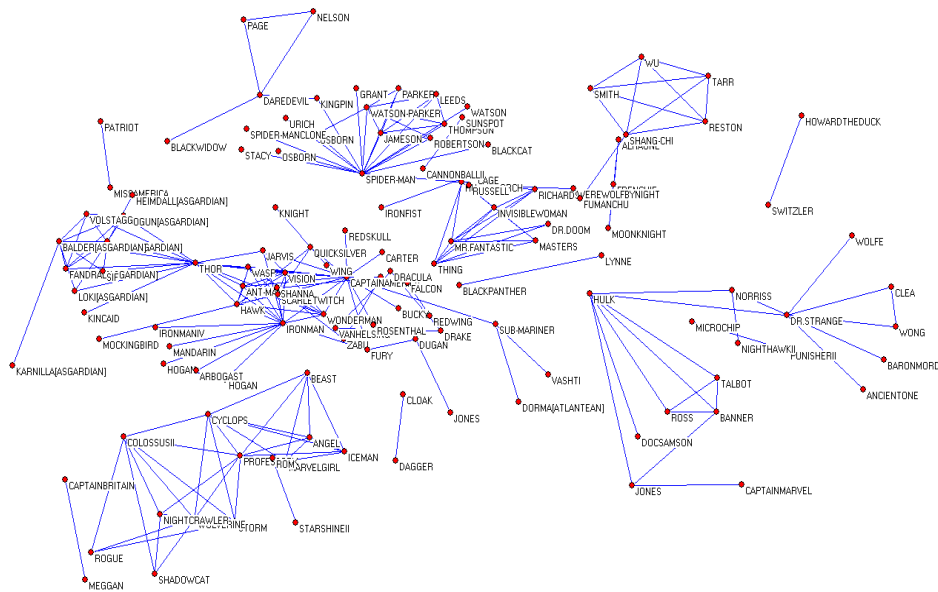 NELSON
PAGE
WU
TARR
SMITH
DAREDEVIL
KINGPIN
GRANT
PARKER
LEEDS
WATSON-PARKER
WATSON
SUNSPOT
THOMPSON
URICH
SPIDER-MANCLONE
OSBORN
JAMESON
ROBERTSON
BLACKCAT
RESTON
SHANG-CHI
HOWARDTHEDUCK
PATRIOT
BLACKWIDOW
STACY
OSBORN
SPIDER-MAN
CANNONBALLII
CAGE
RUSSELL
RICHARDS
WEREWOLFBYNIGHT
FUMANCHU
MISSAMERICA
HEIMDALL[ASGARDIAN]
VOLSTAGG
OGUN[ASGARDIAN]
KNIGHT
IRONFIST
INVISIBLEWOMAN
SWITZLER
DR.DOOM
MOONKNIGHT
REDSKULL
BALDER[ASGARDIAN]
JARVIS
QUICKSILVER
MR.FANTASTIC
MASTERS
WOLFE
CARTER
LYNNE
THING
THOR
WASP
WING
VISION
FANDRAL
LOKI[ASGARDIAN]
DRACULA
FALCON
BLACKPANTHER
SHANNA
SCARLETWITCH
HULK
NORRISS
CLEA
KINCAID
HAWK
BUCKY
WONDERMAN
REDWING
DR.STRANGE
IRONMANIV
IRONMAN
VANHELSING
ROSENTHAL
DRAKE
SUB-MARINER
MICROCHIP
WONG
MOCKINGBIRD
ZABU
DUGAN
NIGHTHAWKII
MANDARIN
FURY
PUNISHERII
BARONMORD
KARNILLA[ASGARDIAN]
HOGAN
ARBOGAST
HOGAN
BEAST
VASHTI
TALBOT
ANCIENTONE
CLOAK
DORMA[ATLANTEAN]
CYCLOPS
JONES
ROSS
BANNER
COLOSSUSII
ANGEL
DOCSAMSON
ICEMAN
DAGGER
CAPTAINBRITAIN
JONES
CAPTAINMARVEL
NIGHTCRAWLER
STORM
STARSHINEII
ROGUE
SHADOWCAT
MEGGAN